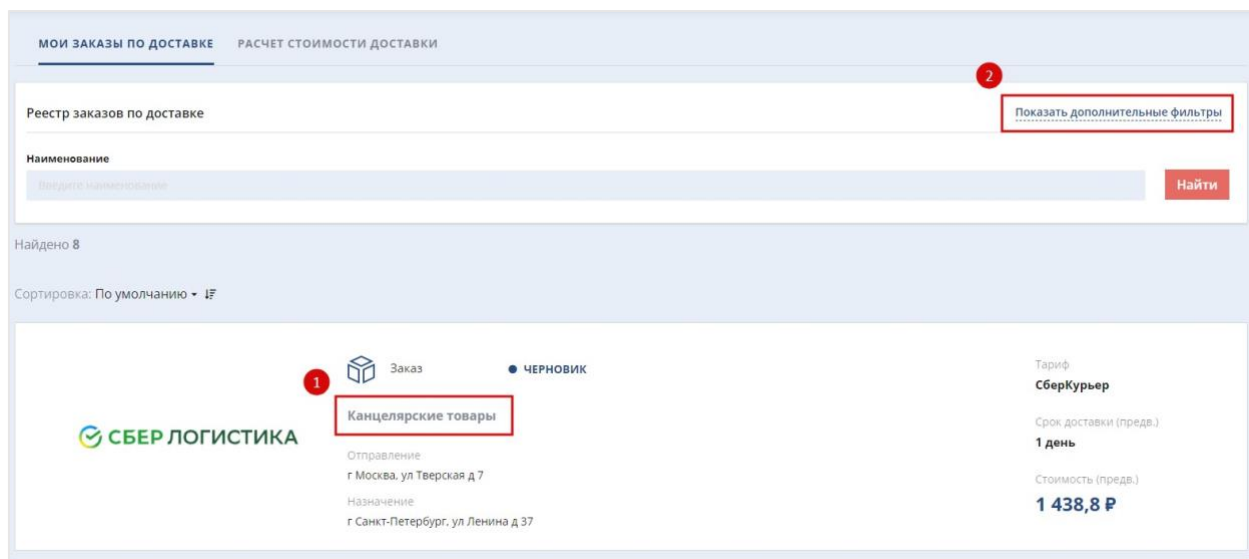 МОИ ЗАКАЗЫ ПО ДОСТАВКЕ РАСЧЕТ СТОИМОСТИ ДОСТАВКИ
2
Реестр заказов по доставке Показать дополнительные фильтры
Наименование
Введите наименование Найти
Найдено 8
Сортировка: По умолчанию
Заказ ЧЕРНОВИК
1
Канцелярские товары
СБЕР ЛОГИСТИКА
Отправление
г Москва, ул Тверская д 7
Назначение
г Санкт-Петербург, ул Ленина д 37
Тариф
СберКурьер
Срок доставки (предв.)
1 день
Стоимость (предв.)
1 438,8 ₽